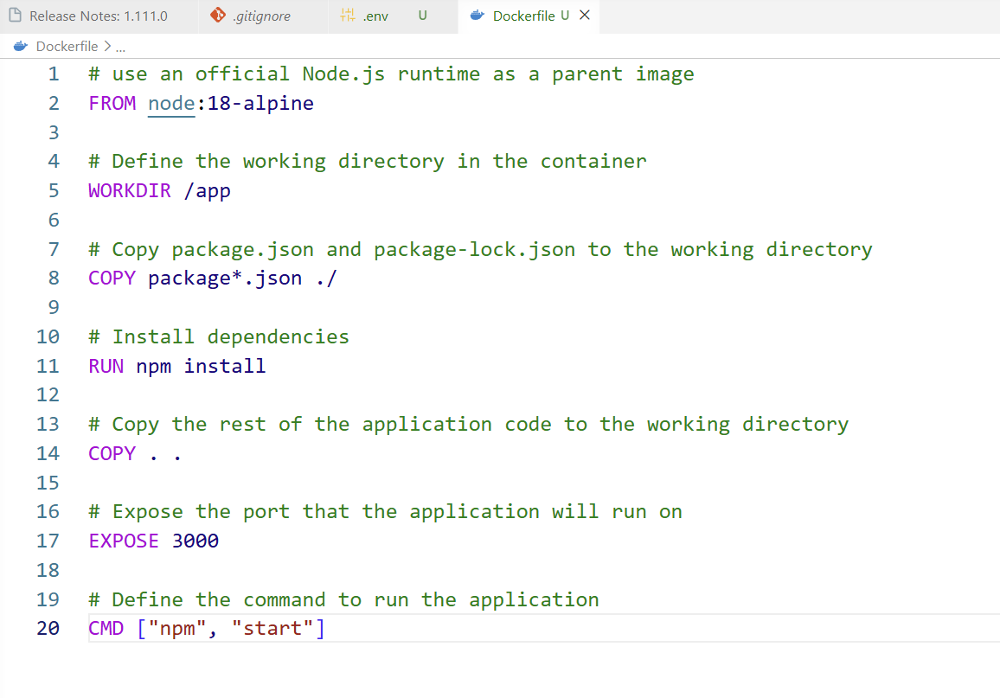 Release Notes: 1.111.0 .gitignore .env U Dockerfile U
Dockerfile > ...
1 # use an official Node.js runtime as a parent image
2 FROM node:18-alpine
3
4 # Define the working directory in the container
5 WORKDIR /app
6
7 # Copy package.json and package-lock.json to the working directory
8 COPY package*.json ./
9
10 # Install dependencies
11 RUN npm install
12
13 # Copy the rest of the application code to the working directory
14 COPY . .
15
16 # Expose the port that the application will run on
17 EXPOSE 3000
18
19 # Define the command to run the application
20 CMD ["npm", "start"]